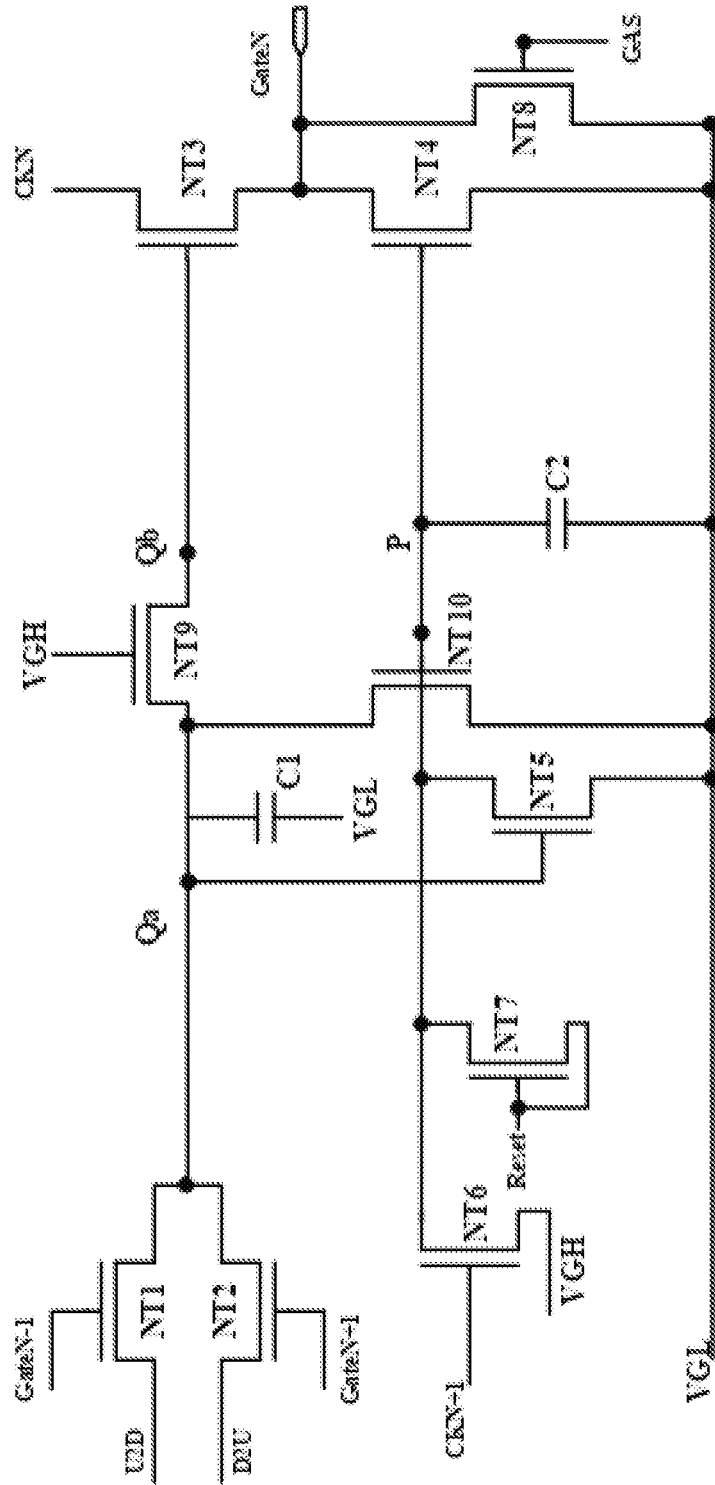 GateN-1
U2D
D2U
GateN+1
NT1
NT2
Qa
C1
VGL
VGH
NT9
Qb
CKN
NT3
GateN
NT4
NT8
GAS
P
C2
NT10
NT5
NT7
Reset
NT6
VGH
CKN+1
VGL